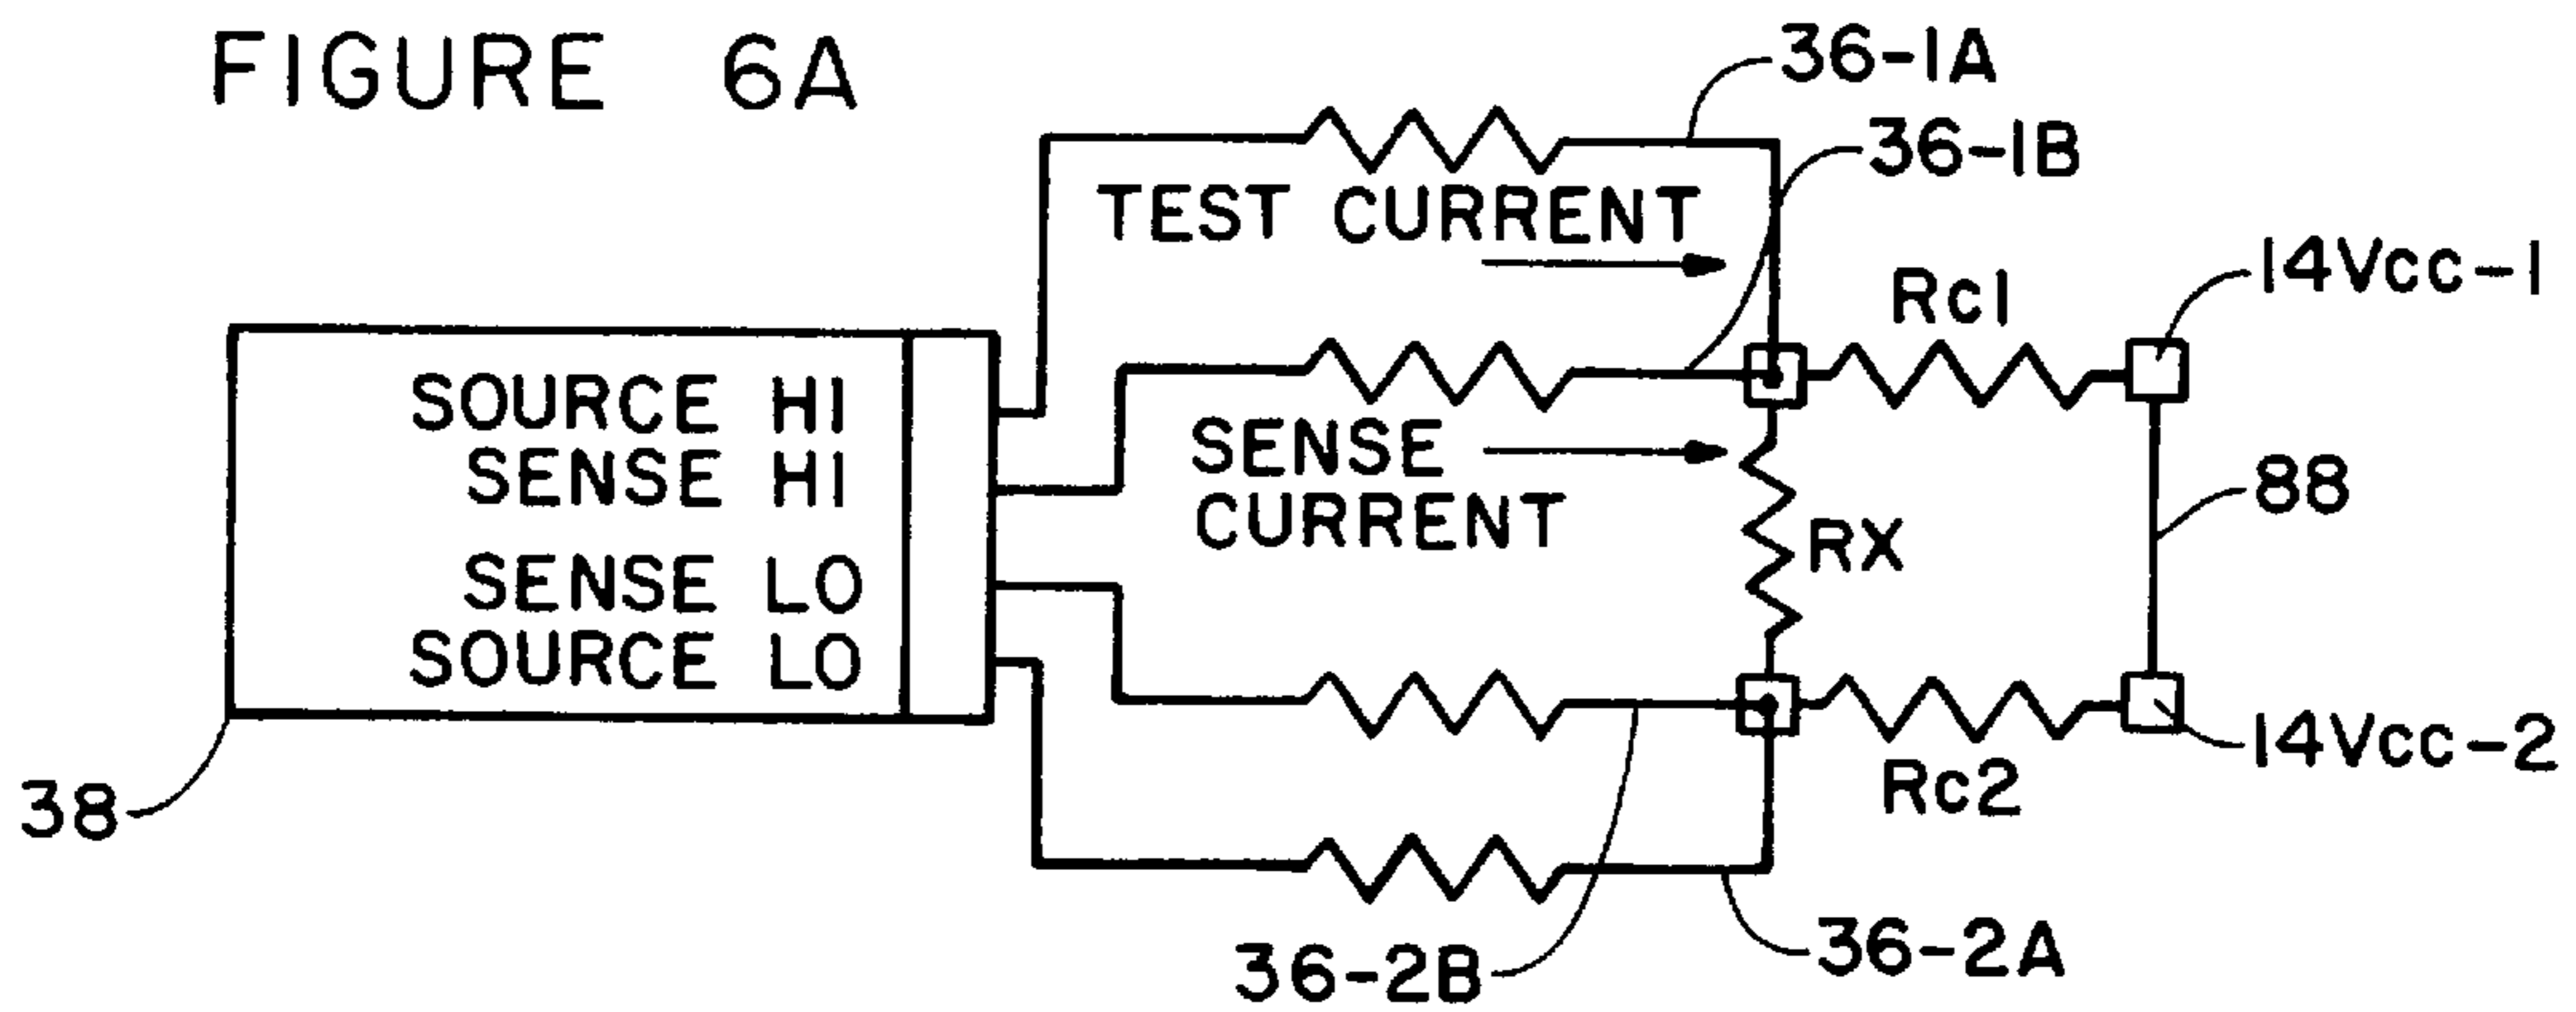 FIGURE 6A
36-1A
36-1B
TEST CURRENT
14Vcc-1
Rc1
SOURCE HI
SENSE HI
SENSE LO
SOURCE LO
SENSE
CURRENT
RX
88
14Vcc-2
Rc2
38
36-2B
36-2A